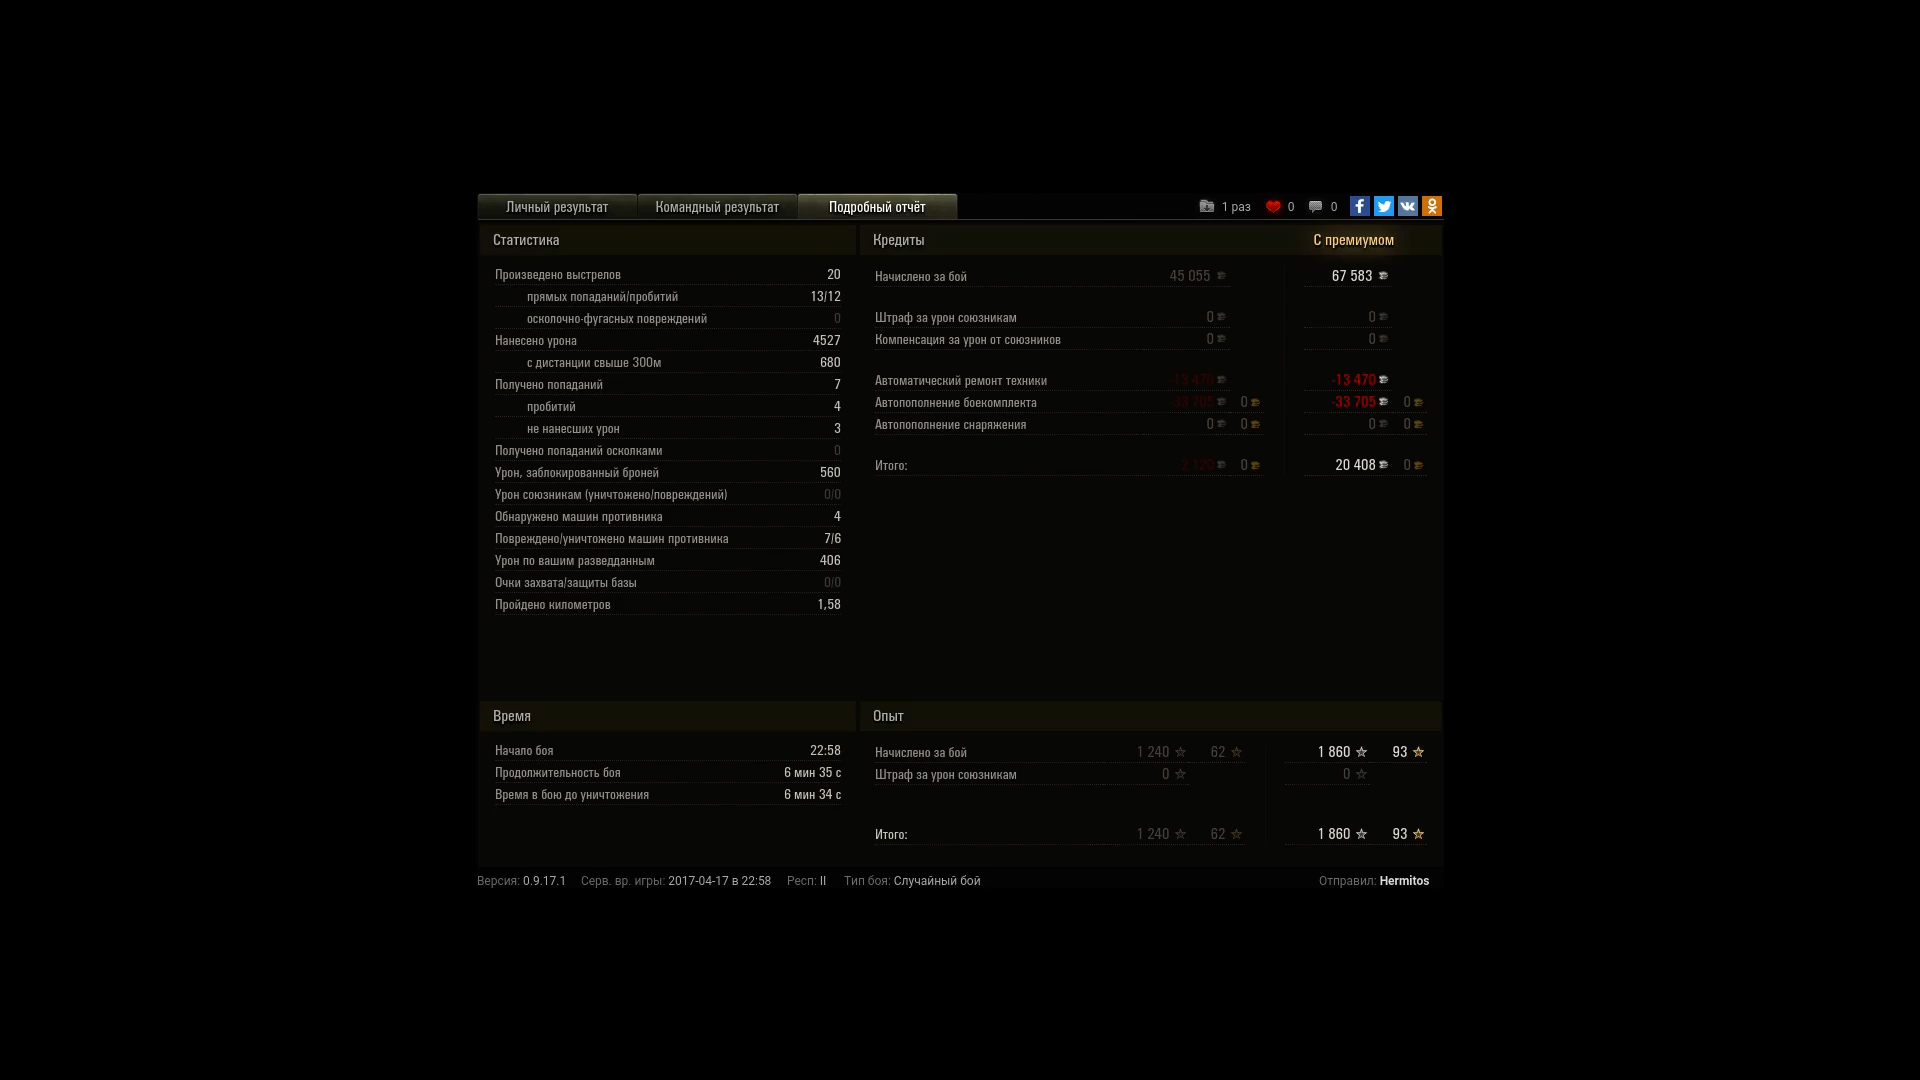 Личный результат Командный результат Подробный отчёт 1 раз 0 0
Статистика
Произведено выстрелов 20
прямых попаданий/пробитий 13/12
осколочно-фугасных повреждений 0
Нанесено урона 4527
с дистанции свыше 300м 680
Получено попаданий 7
пробитий 4
не нанесших урон 3
Получено попаданий осколками 0
Урон, заблокированный броней 560
Урон союзникам (уничтожено/повреждений) 0/0
Обнаружено машин противника 4
Повреждено/уничтожено машин противника 7/6
Урон по вашим разведданным 406
Очки захвата/защиты базы 0/0
Пройдено километров 1,58
Кредиты С премиумом
Начислено за бой 45 055 67 583
Штраф за урон союзникам 0 0
Компенсация за урон от союзников 0 0
Автоматический ремонт техники -13 470 -13 470
Автопополнение боекомплекта -33 705 0 -33 705 0
Автопополнение снаряжения 0 0 0 0
Итого: 0 20 408 0
Время
Начало боя 22:58
Продолжительность боя 6 мин 35 с
Время в бою до уничтожения 6 мин 34 с
Опыт
Начислено за бой 1 240 62 1 860 93
Штраф за урон союзникам 0 0
Итого: 1 240 62 1 860 93
Версия: 0.9.17.1 Серв. вр. игры: 2017-04-17 в 22:58 Респ: II Тип боя: Случайный бой Отправил: Hermitos